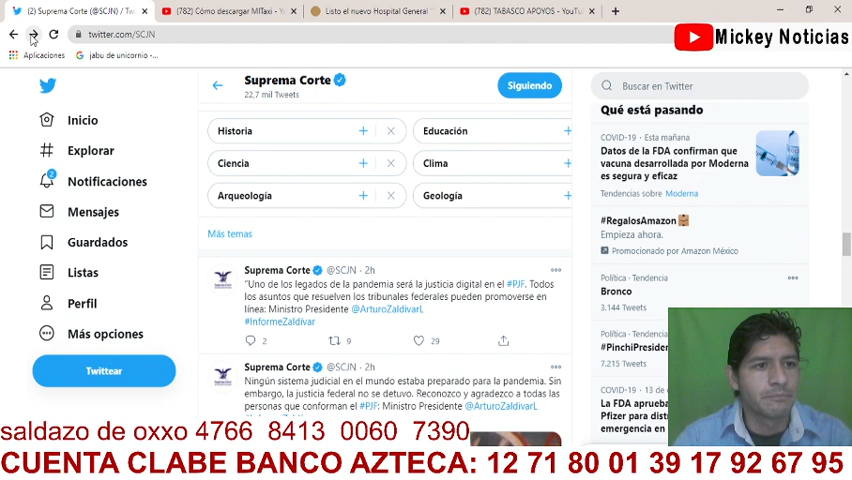 (2) Suprema Corte (@SCJN) / Tw
(782) Cómo descargar MiTaxi - Y
Listo el nuevo Hospital General
(782) TABASCO APOYOS - YouTu
twitter.com/SCJN
Aplicaciones
jabu de unicornio -...
Mickey Noticias
Suprema Corte
22,7 mil Tweets
Siguiendo
Buscar en Twitter
Inicio
Explorar
2
Notificaciones
Mensajes
Guardados
Listas
Perfil
Más opciones
Twittear
Historia
Educación
Ciencia
Clima
Arqueología
Geología
Más temas
Suprema Corte @SCJN · 2h
"Uno de los legados de la pandemia será la justicia digital en el #PJF. Todos
los asuntos que resuelven los tribunales federales pueden promoverse en
línea: Ministro Presidente @ArturoZaldivarL
#InformeZaldívar
2 9 29
Suprema Corte @SCJN · 2h
Ningún sistema judicial en el mundo estaba preparado para la pandemia. Sin
embargo, la justicia federal no se detuvo. Reconozco y agradezco a todas las
personas que conforman el #PJF: Ministro Presidente @ArturoZaldivarL
Qué está pasando
COVID-19 · Esta mañana
Datos de la FDA confirman que
vacuna desarrollada por Moderna
es segura y eficaz
Tendencias sobre Moderna
#RegalosAmazon
Empieza ahora.
Promocionado por Amazon México
Política · Tendencia
Bronco
3.144 Tweets
Política · Tendencia
#PinchiPresiden
7.215 Tweets
COVID-19 · 13 de
La FDA aprueba
Pfizer para distr
emergencia en
saldazo de oxxo 4766 8413 0060 7390
CUENTA CLABE BANCO AZTECA: 12 71 80 01 39 17 92 67 95